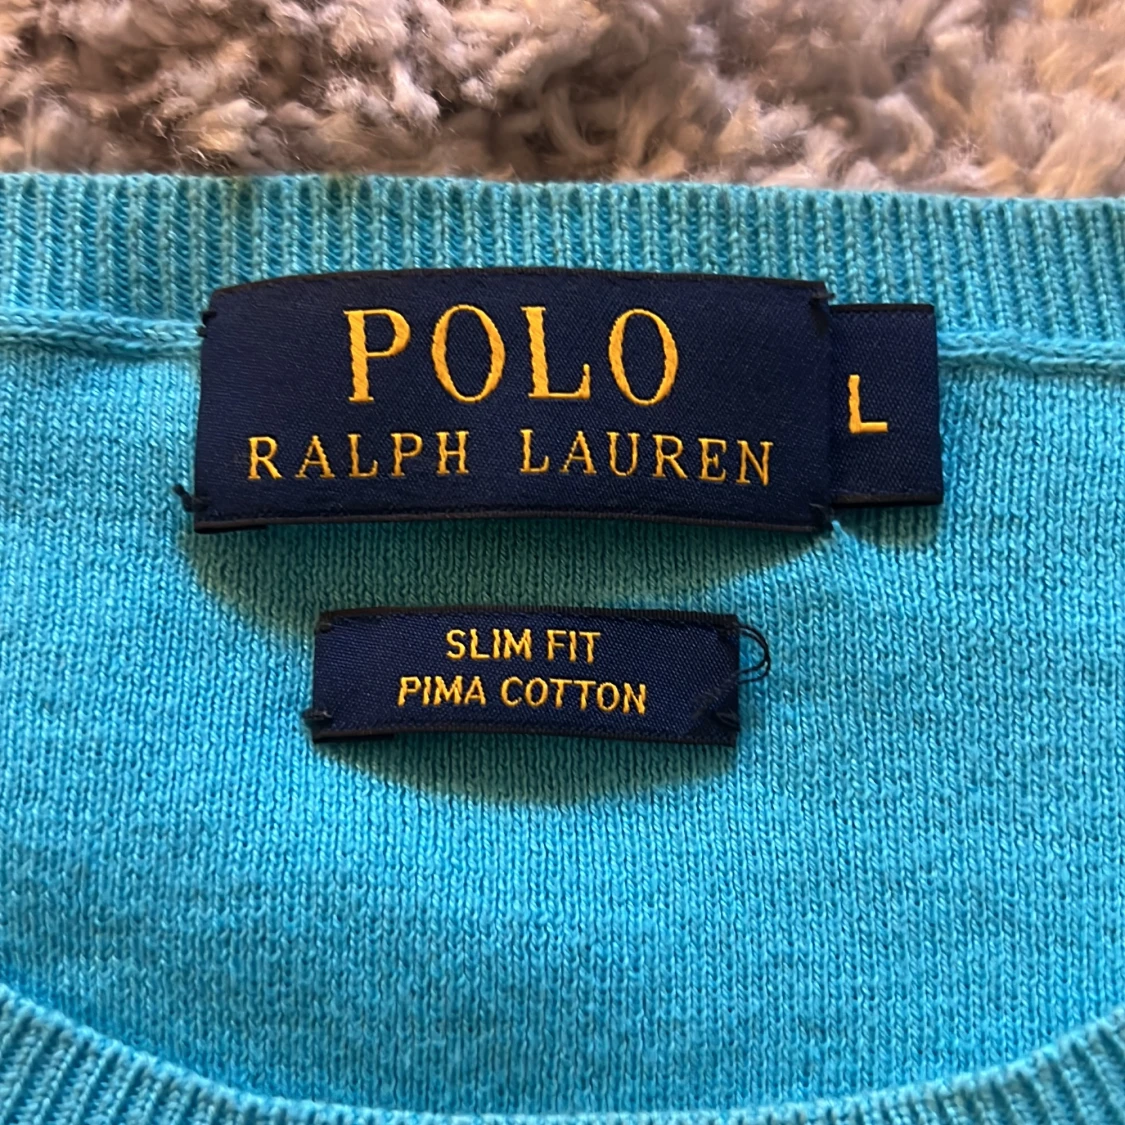 POLO
RALPH LAUREN
L
SLIM FIT
PIMA COTTON